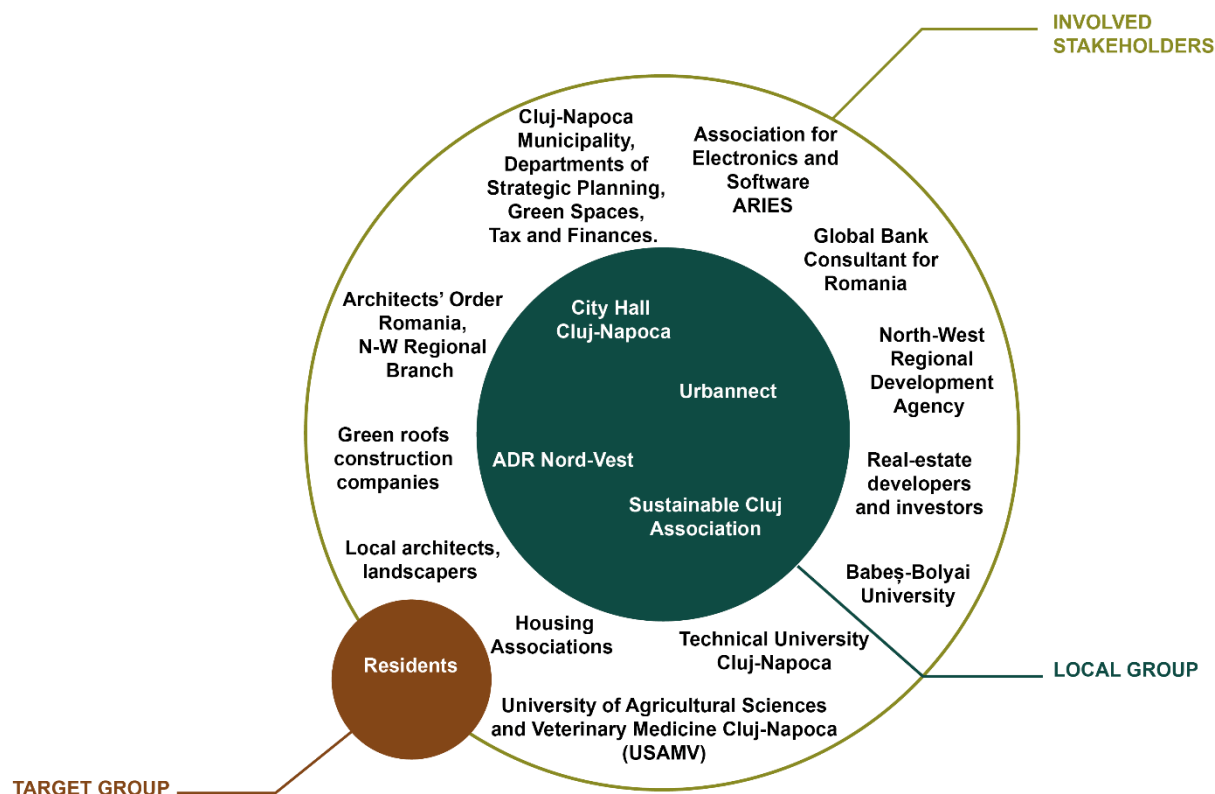 INVOLVED
STAKEHOLDERS
Cluj-Napoca
Municipality,
Departments of
Strategic Planning,
Green Spaces,
Tax and Finances.
Association for
Electronics and
Software
ARIES
Global Bank
Consultant for
Romania
Architects’ Order
Romania,
N-W Regional
Branch
City Hall
Cluj-Napoca
North-West
Regional
Development
Agency
Urbannect
Green roofs
construction
companies
ADR Nord-Vest
Real-estate
developers
and investors
Sustainable Cluj
Association
Local architects,
landscapers
Babeș-Bolyai
University
Housing
Associations
Technical University
Cluj-Napoca
Residents
LOCAL GROUP
University of Agricultural Sciences
and Veterinary Medicine Cluj-Napoca
(USAMV)
TARGET GROUP